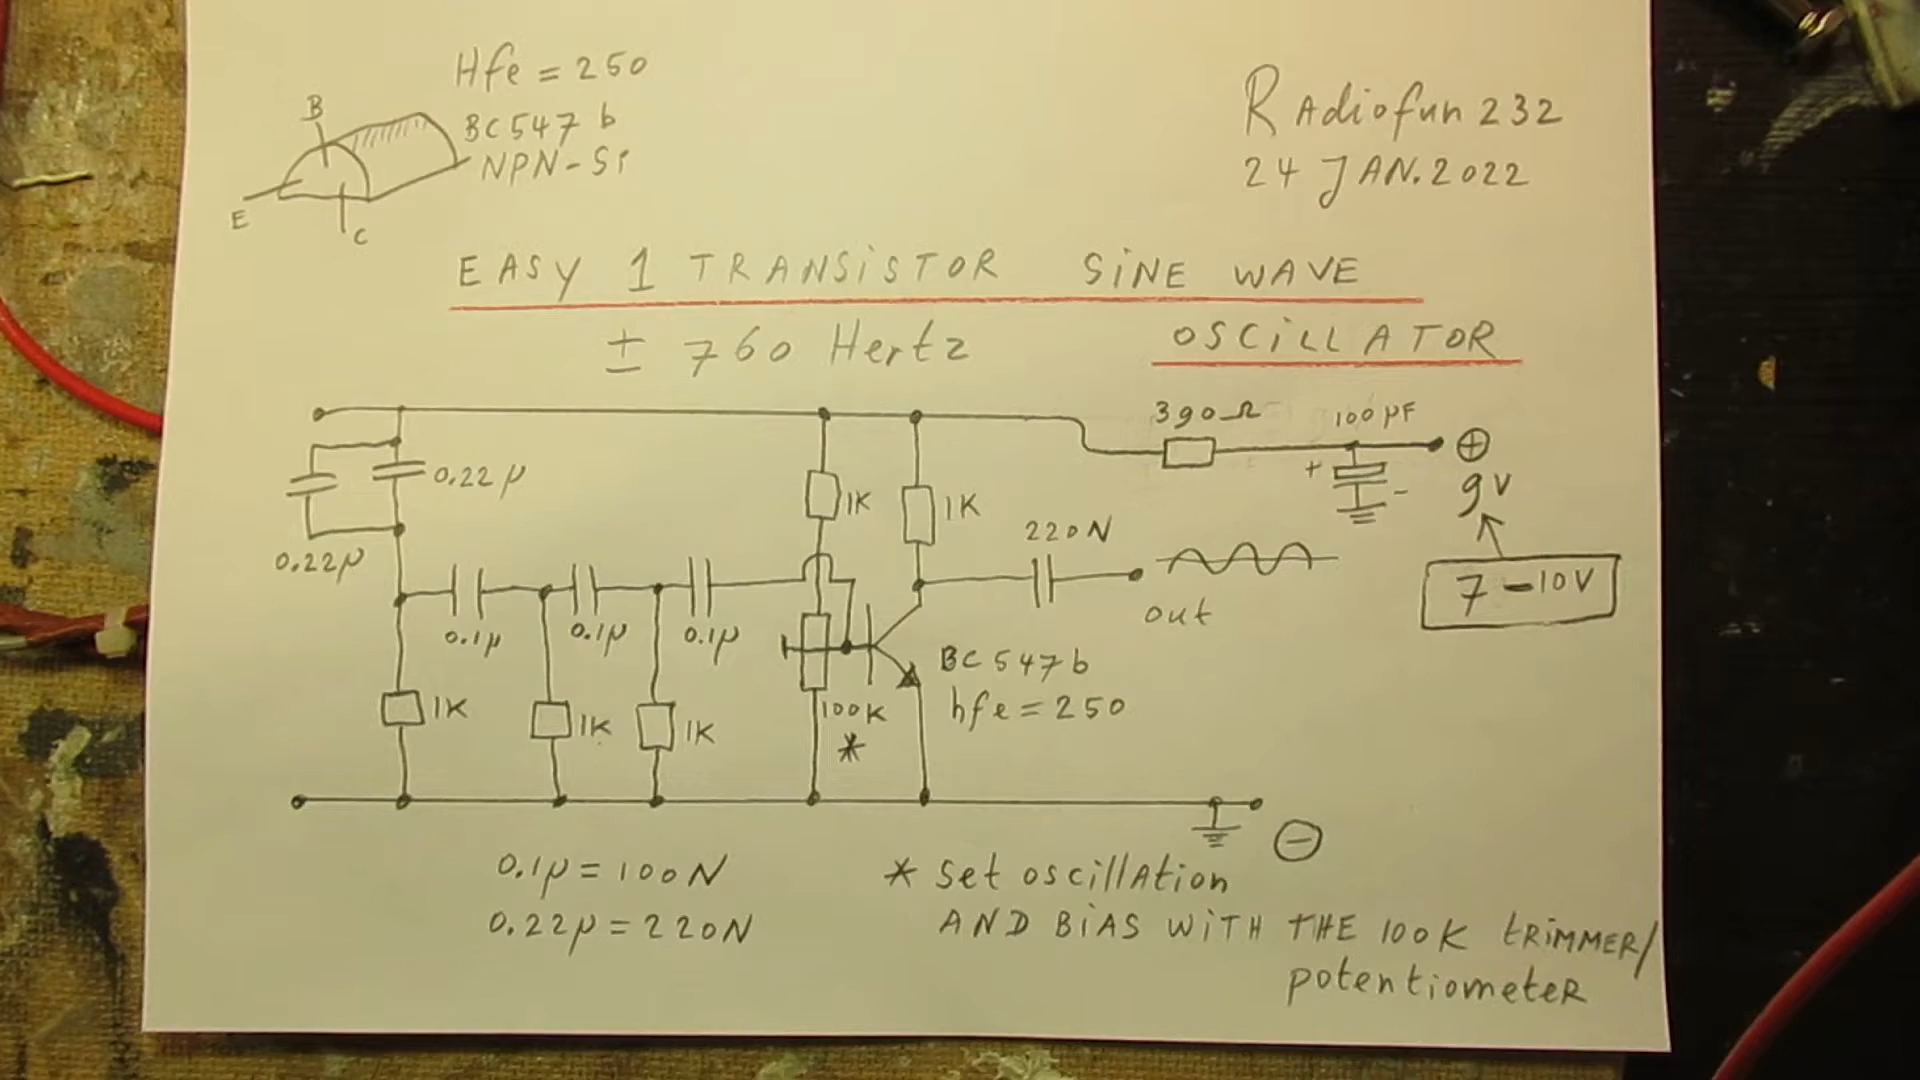 Hfe = 250
B
BC547b
NPN-Si
E
C
RAdiofun 232
24 JAN. 2022
EASY 1 TRANSiSTOR SiNE WAVE
± 760 Hertz
OSCiLLATOR
390Ω
100 µF
+
-
⊕
9V
7-10V
0.22µ
0.22µ
1K
1K
220N
out
0.1µ
0.1µ
0.1µ
BC547b
hfe = 250
100K
*
1K
1K
1K
⊖
0.1µ = 100N
0.22µ = 220N
* Set oscillAtion
AND BiAS WiTH THE 100K tRiMMER/
potentiometeR